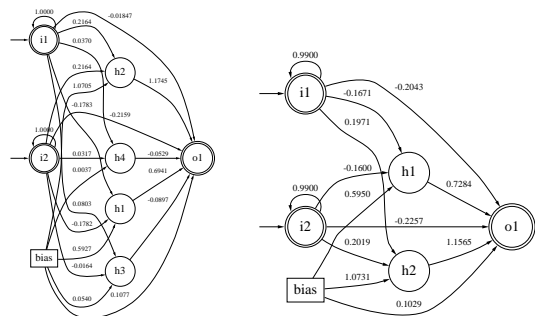 1.0000
-0.01847
i1
0.2164
0.0370
h2
0.2164
1.0705
1.1745
-0.1783
-0.2159
1.0000
i2
0.0317
h4
-0.0529
o1
0.0037
0.6941
0.0803
-0.0897
-0.1782
h1
0.5927
bias
-0.0164
h3
0.0540
0.1077
0.9900
i1
-0.2043
-0.1671
0.1971
-0.1600
h1
0.9900
0.5950
0.7284
i2
-0.2257
o1
0.2019
h2
1.1565
bias
1.0731
0.1029